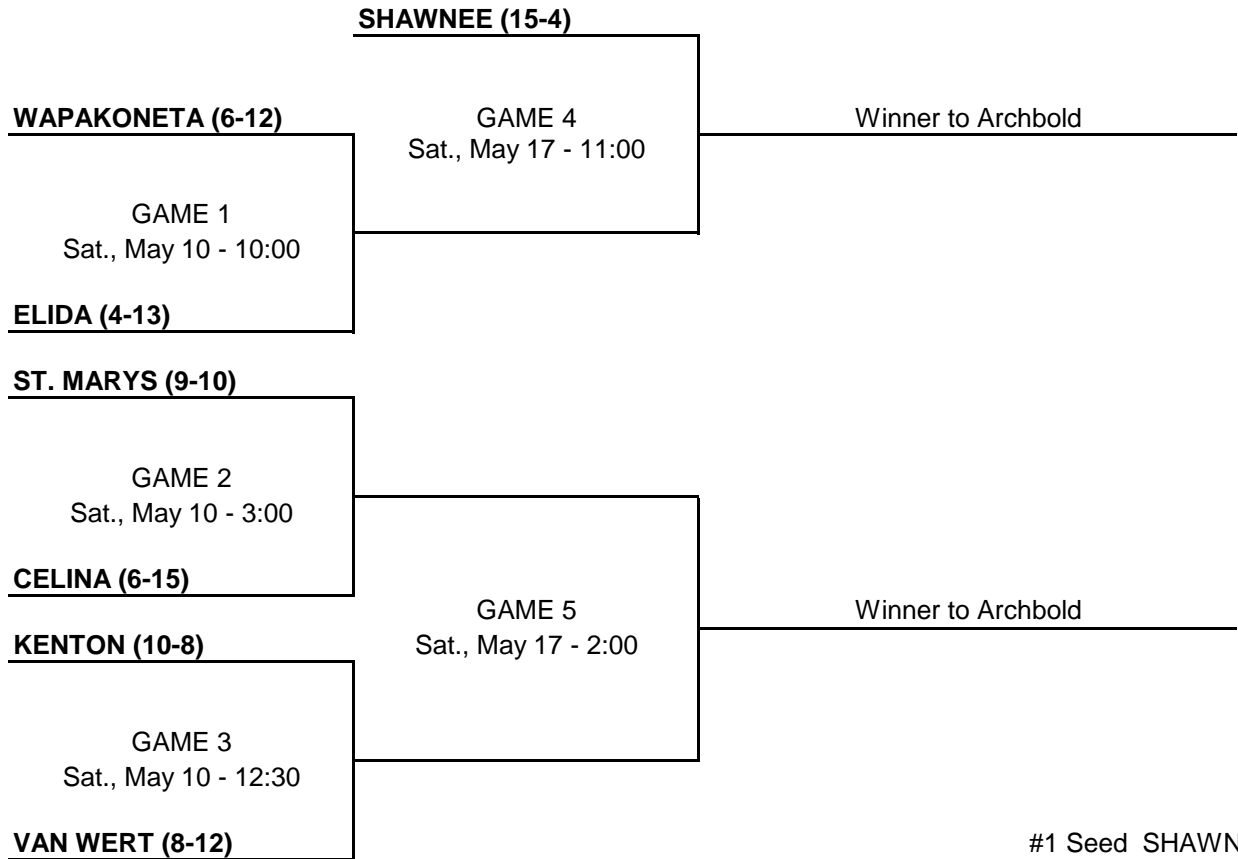 SHAWNEE (15-4)
WAPAKONETA (6-12)
GAME 4
Winner to Archbold
Sat., May 17 - 11:00
GAME 1
Sat., May 10 - 10:00
ELIDA (4-13)
ST. MARYS (9-10)
GAME 2
Sat., May 10 - 3:00
CELINA (6-15)
GAME 5
Winner to Archbold
KENTON (10-8)
Sat., May 17 - 2:00
GAME 3
Sat., May 10 - 12:30
VAN WERT (8-12)
#1 Seed SHAWN